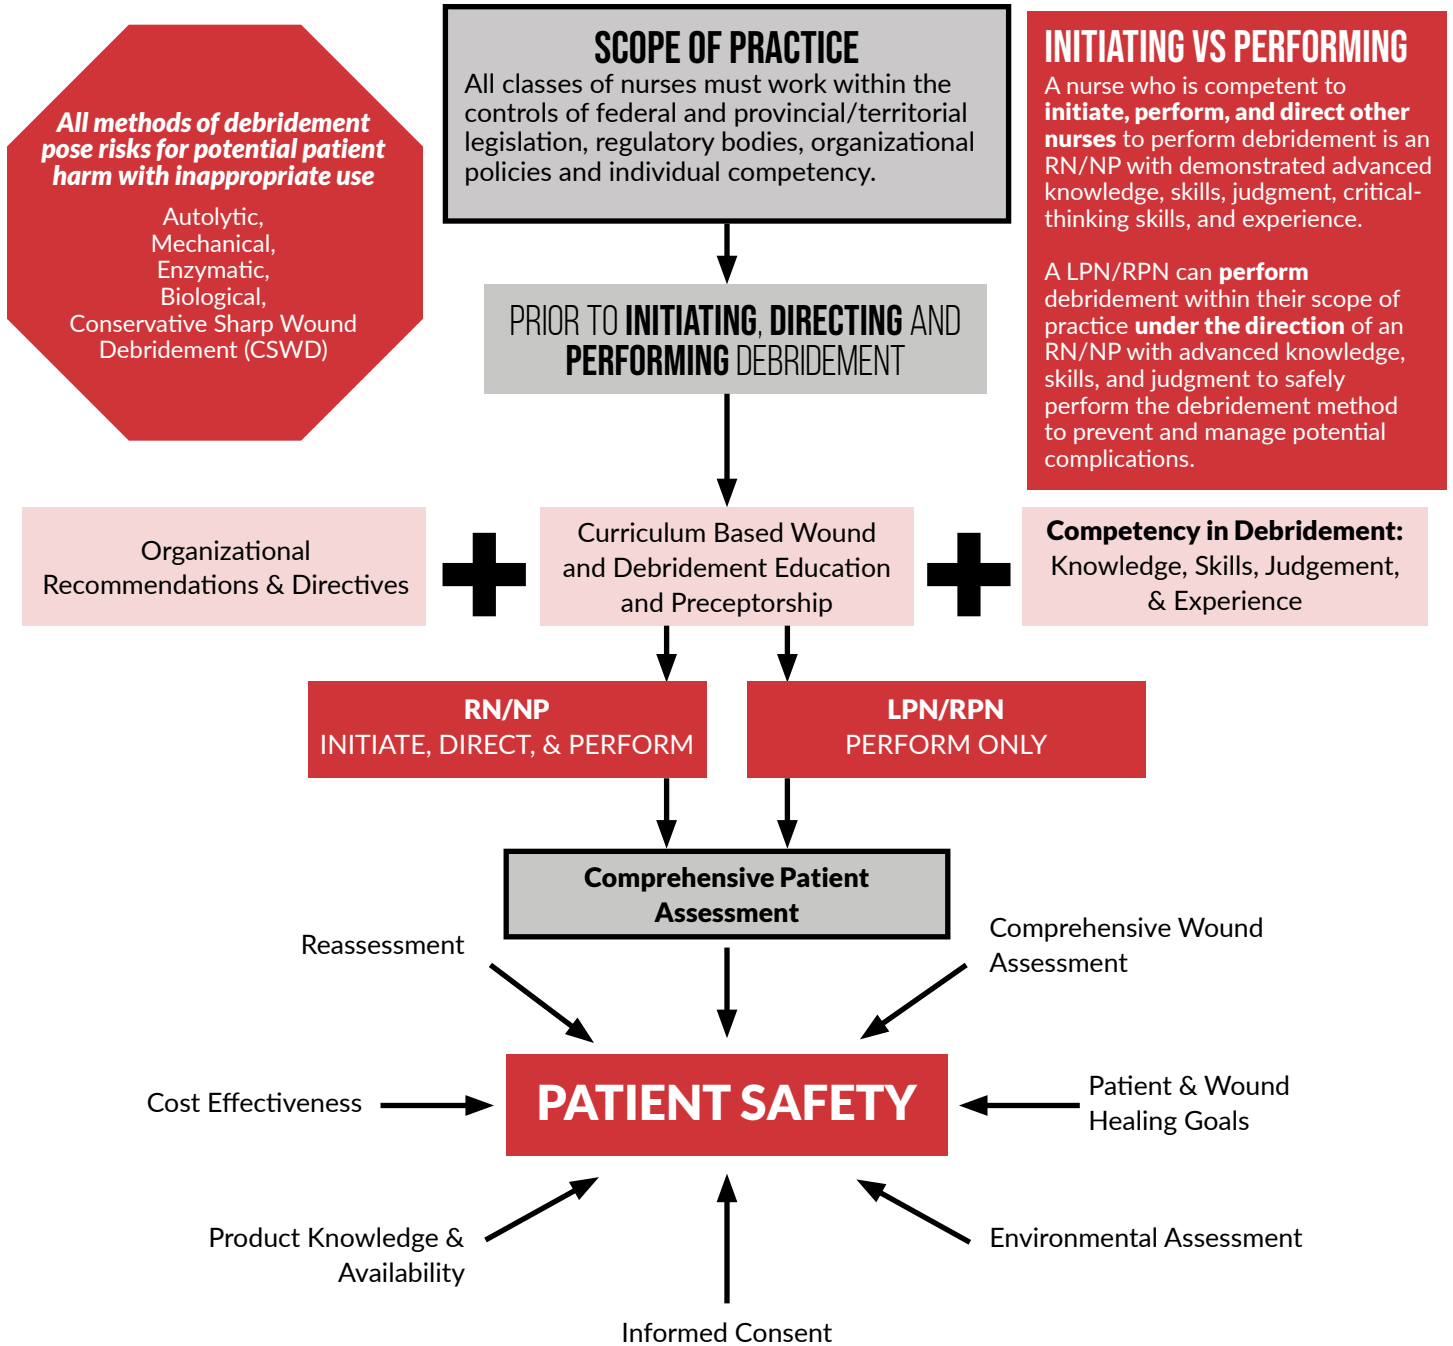 All methods of debridement
pose risks for potential patient
harm with inappropriate use
Autolytic,
Mechanical,
Enzymatic,
Biological,
Conservative Sharp Wound
Debridement (CSWD)
SCOPE OF PRACTICE
All classes of nurses must work within the
controls of federal and provincial/territorial
legislation, regulatory bodies, organizational
policies and individual competency.
INITIATING VS PERFORMING
A nurse who is competent to
initiate, perform, and direct other
nurses to perform debridement is an
RN/NP with demonstrated advanced
knowledge, skills, judgment, critical-
thinking skills, and experience.
A LPN/RPN can perform
debridement within their scope of
practice under the direction of an
RN/NP with advanced knowledge,
skills, and judgment to safely
perform the debridement method
to prevent and manage potential
complications.
PRIOR TO INITIATING, DIRECTING AND
PERFORMING DEBRIDEMENT
Organizational
Recommendations & Directives
Curriculum Based Wound
and Debridement Education
and Preceptorship
Competency in Debridement:
Knowledge, Skills, Judgement,
& Experience
RN/NP
INITIATE, DIRECT, & PERFORM
LPN/RPN
PERFORM ONLY
Comprehensive Patient
Assessment
Reassessment
Comprehensive Wound
Assessment
Cost Effectiveness
PATIENT SAFETY
Patient & Wound
Healing Goals
Product Knowledge &
Availability
Environmental Assessment
Informed Consent